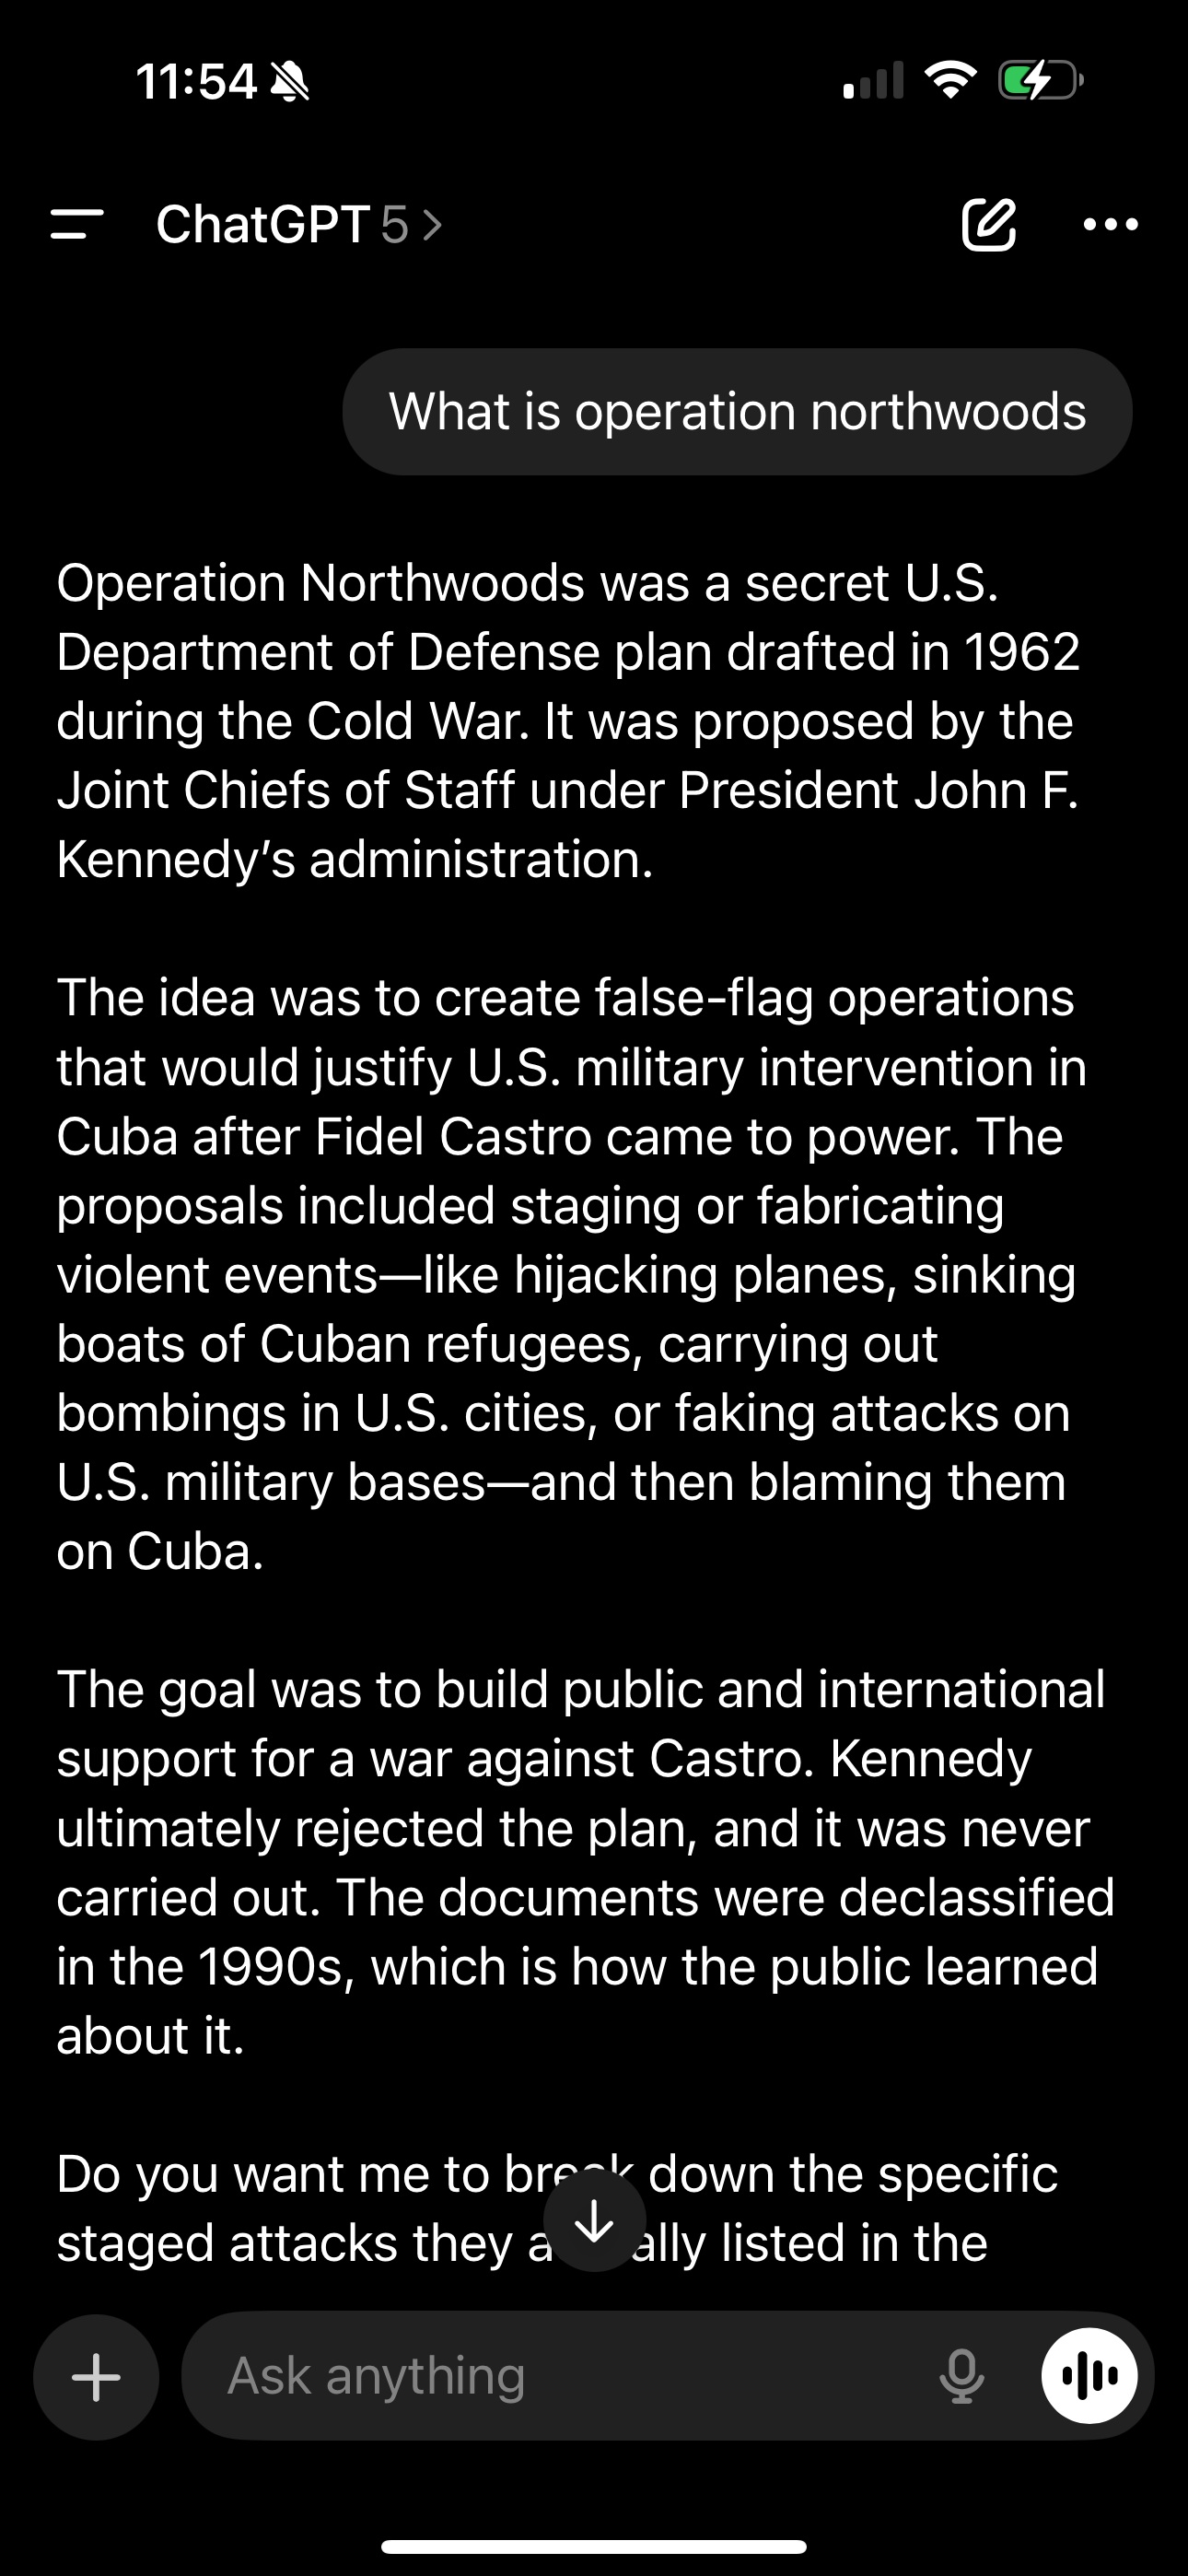 11:54
ChatGPT 5 >
What is operation northwoods
Operation Northwoods was a secret U.S.
Department of Defense plan drafted in 1962
during the Cold War. It was proposed by the
Joint Chiefs of Staff under President John F.
Kennedy’s administration.
The idea was to create false-flag operations
that would justify U.S. military intervention in
Cuba after Fidel Castro came to power. The
proposals included staging or fabricating
violent events—like hijacking planes, sinking
boats of Cuban refugees, carrying out
bombings in U.S. cities, or faking attacks on
U.S. military bases—and then blaming them
on Cuba.
The goal was to build public and international
support for a war against Castro. Kennedy
ultimately rejected the plan, and it was never
carried out. The documents were declassified
in the 1990s, which is how the public learned
about it.
Do you want me to break down the specific
staged attacks they listed in the
Ask anything